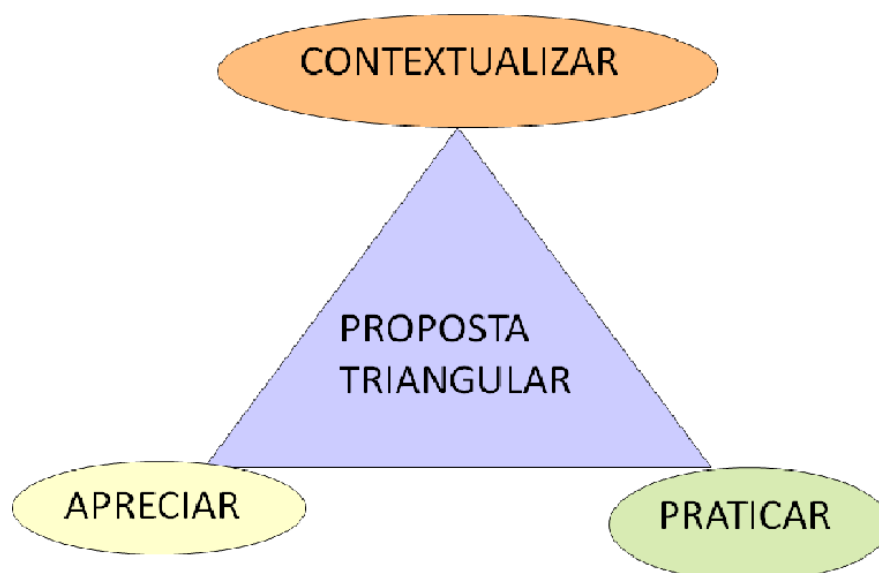 CONTEXTUALIZAR
PROPOSTA
TRIANGULAR
APRECIAR
PRATICAR